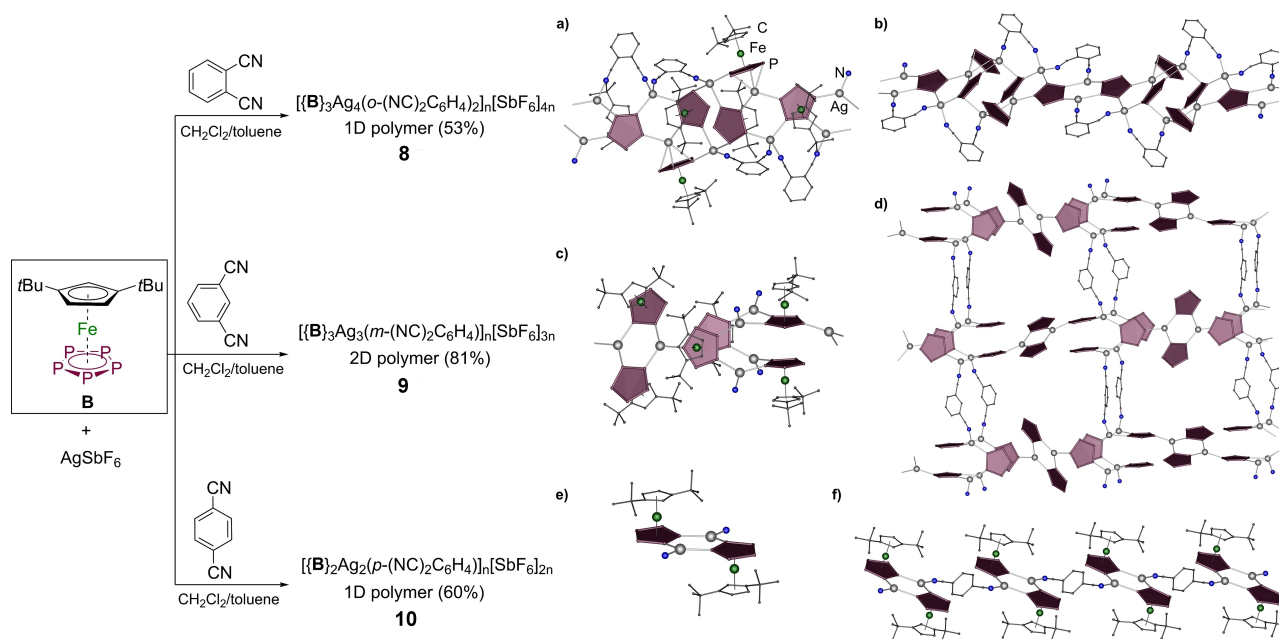 CN
CN
CH2Cl2/toluene
[{B}3Ag4(o-(NC)2C6H4)2]n[SbF6]4n
1D polymer (53%)
8
tBu
tBu
Fe
P
P
P
P
P
B
+
AgSbF6
CN
CN
CH2Cl2/toluene
[{B}3Ag3(m-(NC)2C6H4)]n[SbF6]3n
2D polymer (81%)
9
CN
CN
CH2Cl2/toluene
[{B}2Ag2(p-(NC)2C6H4)]n[SbF6]2n
1D polymer (60%)
10
a)
C
Fe
P
N
Ag
b)
c)
d)
e)
f)